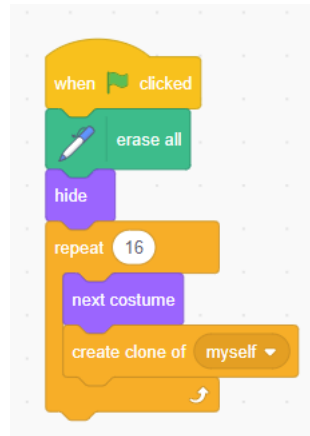 when clicked
erase all
hide
repeat 16
next costume
create clone of myself